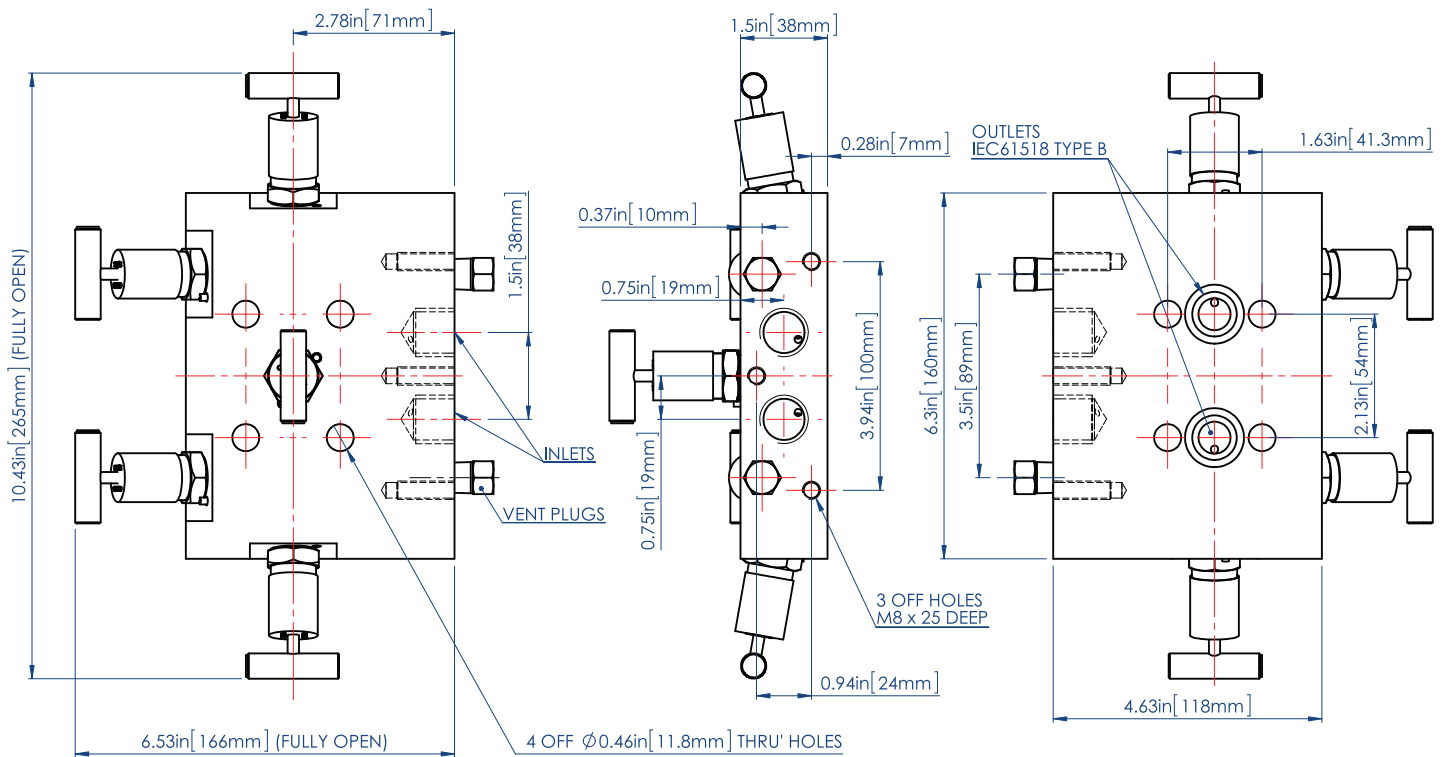 2.78in[71mm]
1.5in[38mm]
0.28in[7mm]
OUTLETS
IEC61518 TYPE B
1.63in[41.3mm]
0.37in[10mm]
1.5in[38mm]
0.75in[19mm]
10.43in[265mm] (FULLY OPEN)
3.94in[100mm]
6.3in[160mm]
3.5in[89mm]
2.13in[54mm]
INLETS
0.75in[19mm]
VENT PLUGS
3 OFF HOLES
M8 x 25 DEEP
0.94in[24mm]
4.63in[118mm]
6.53in[166mm] (FULLY OPEN)
4 OFF Ø0.46in[11.8mm] THRU' HOLES